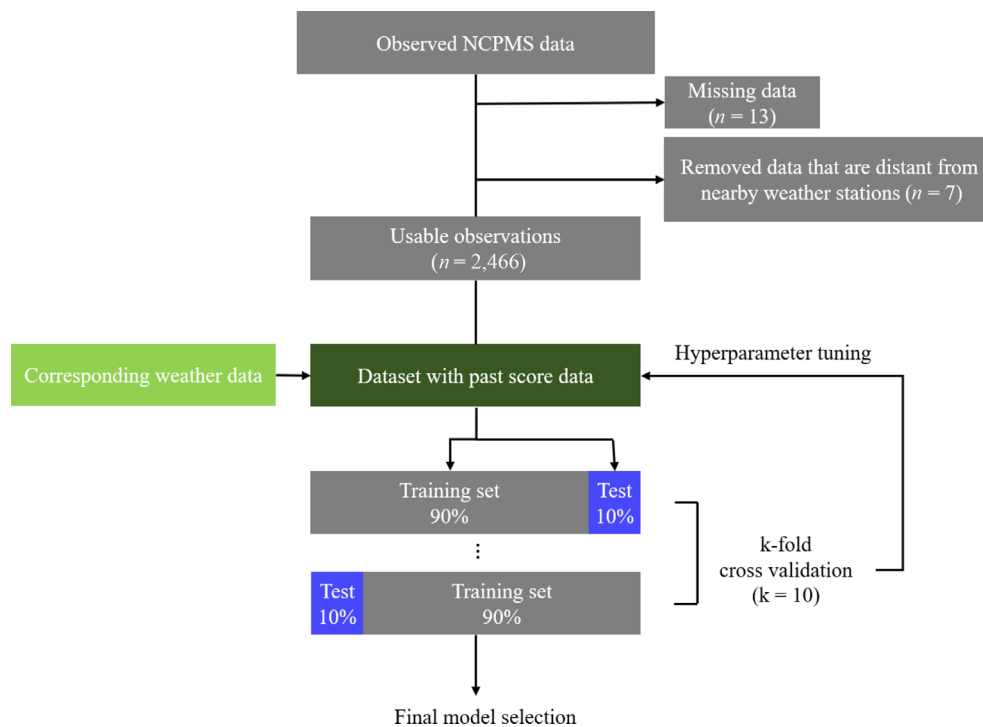 Observed NCPMS data
Missing data
(n = 13)
Removed data that are distant from
nearby weather stations (n = 7)
Usable observations
(n = 2,466)
Hyperparameter tuning
Corresponding weather data
Dataset with past score data
Training set
90%
Test
10%
...
k-fold
cross validation
(k = 10)
Test
10%
Training set
90%
Final model selection